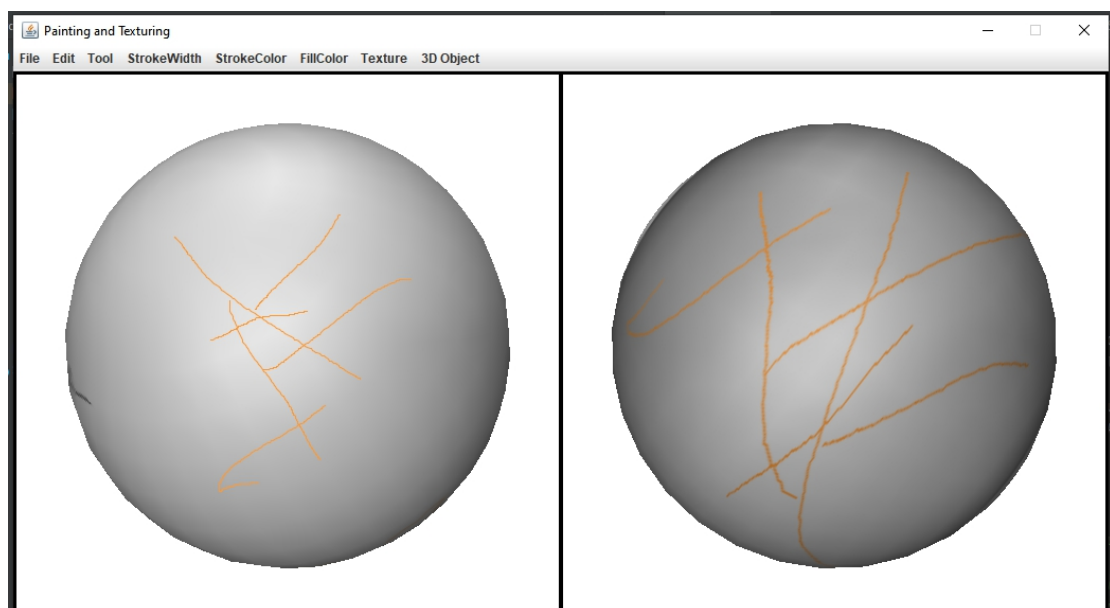 Painting and Texturing
File Edit Tool StrokeWidth StrokeColor FillColor Texture 3D Object